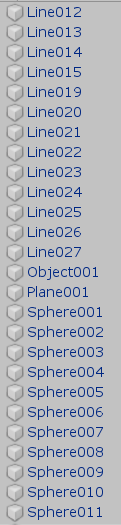 Line012
Line013
Line014
Line015
Line019
Line020
Line021
Line022
Line023
Line024
Line025
Line026
Line027
Object001
Plane001
Sphere001
Sphere002
Sphere003
Sphere004
Sphere005
Sphere006
Sphere007
Sphere008
Sphere009
Sphere010
Sphere011